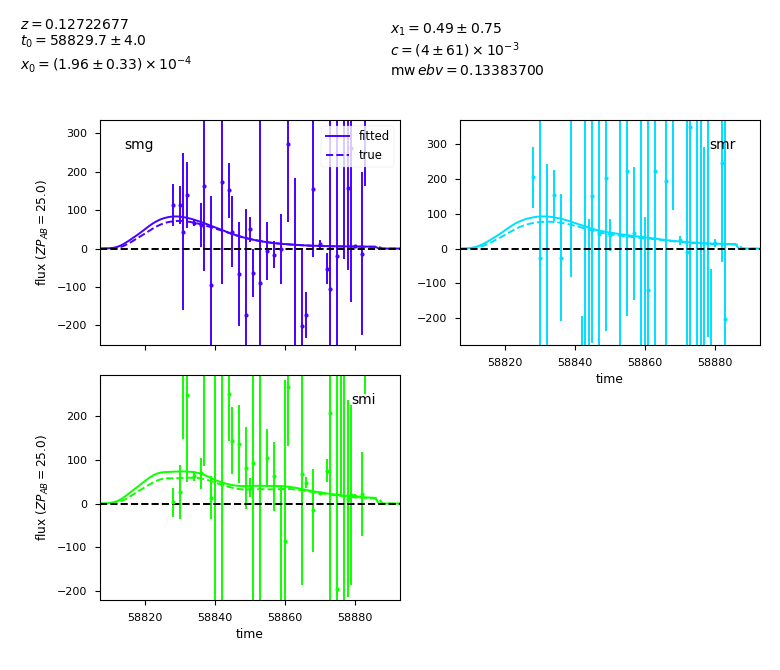 z = 0.12722677
t₀ = 58829.7 ± 4.0
x₀ = (1.96 ± 0.33) × 10⁻⁴
x₁ = 0.49 ± 0.75
c = (4 ± 61) × 10⁻³
mw ebv = 0.13383700
smg
fitted
true
300
200
100
0
−100
−200
flux (ZP_AB = 25.0)
smr
300
200
100
0
−100
−200
58820
58840
58860
58880
time
smi
200
100
0
−100
−200
flux (ZP_AB = 25.0)
58820
58840
58860
58880
time